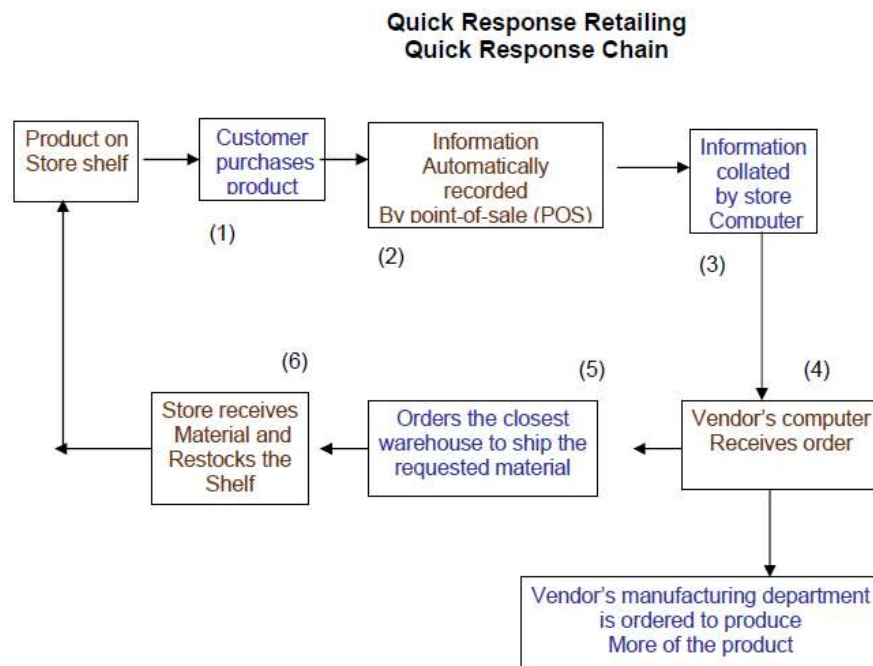 Quick Response Retailing
Quick Response Chain
Product on
Store shelf
Customer
purchases
product
(1)
Information
Automatically
recorded
By point-of-sale (POS)
(2)
Information
collated
by store
Computer
(3)
(4)
Vendor's computer
Receives order
(5)
Orders the closest
warehouse to ship the
requested material
(6)
Store receives
Material and
Restocks the
Shelf
Vendor's manufacturing department
is ordered to produce
More of the product